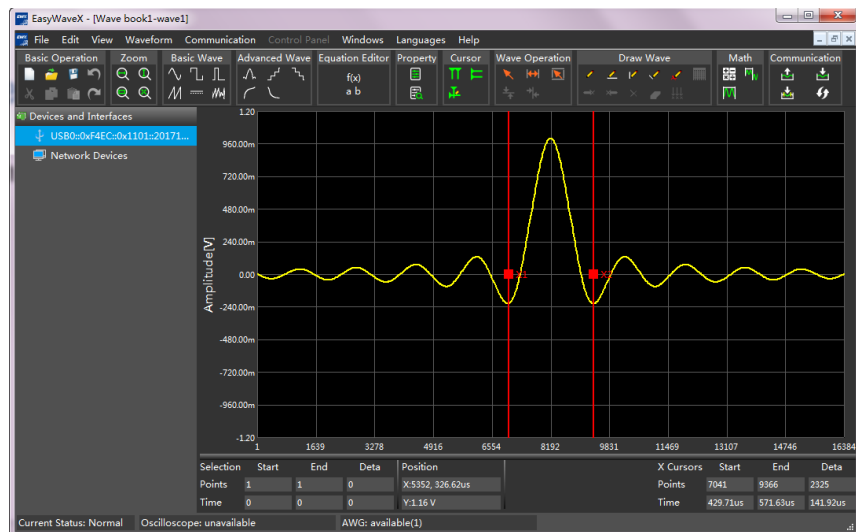 EasyWaveX - [Wave book1-wave1]
File Edit View Waveform Communication Control Panel Windows Languages Help
Basic Operation Zoom Basic Wave Advanced Wave Equation Editor Property Cursor Wave Operation Draw Wave Math Communication
f(x)
a b
Devices and Interfaces
USB0::0xF4EC::0x1101::20171...
Network Devices
Amplitude[V]
1.20
960.00m
720.00m
480.00m
240.00m
0.00
-240.00m
-480.00m
-720.00m
-960.00m
-1.20
1 1639 3278 4916 6554 8192 9831 11469 13107 14746 16384
Selection Start End Deta Position X Cursors Start End Deta
Points 1 1 0 X:5352, 326.62us Points 7041 9366 2325
Time 0 0 0 Y:1.16 V Time 429.71us 571.63us 141.92us
Current Status: Normal Oscilloscope: unavailable AWG: available(1)